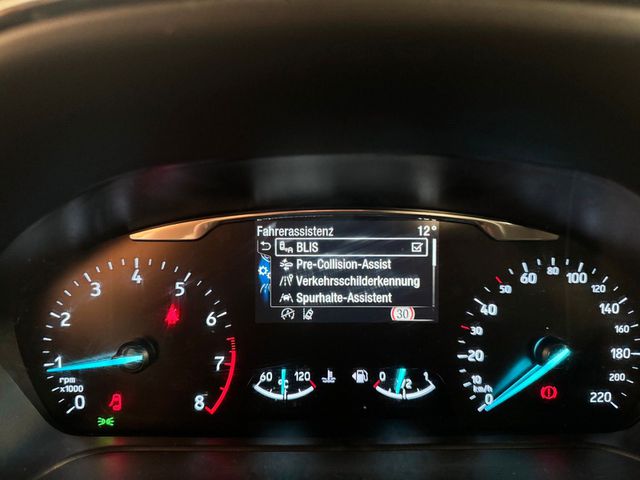 Fahrerassistenz 12°
BLIS
Pre-Collision-Assist
Verkehrsschilderkennung
Spurhalte-Assistent
30
0
1
2
3
4
5
6
7
8
rpm
x1000
60 °C 120
0 1/2 1
0
10
20
30
40
50
60
80
100
120
140
160
180
200
220
km/h